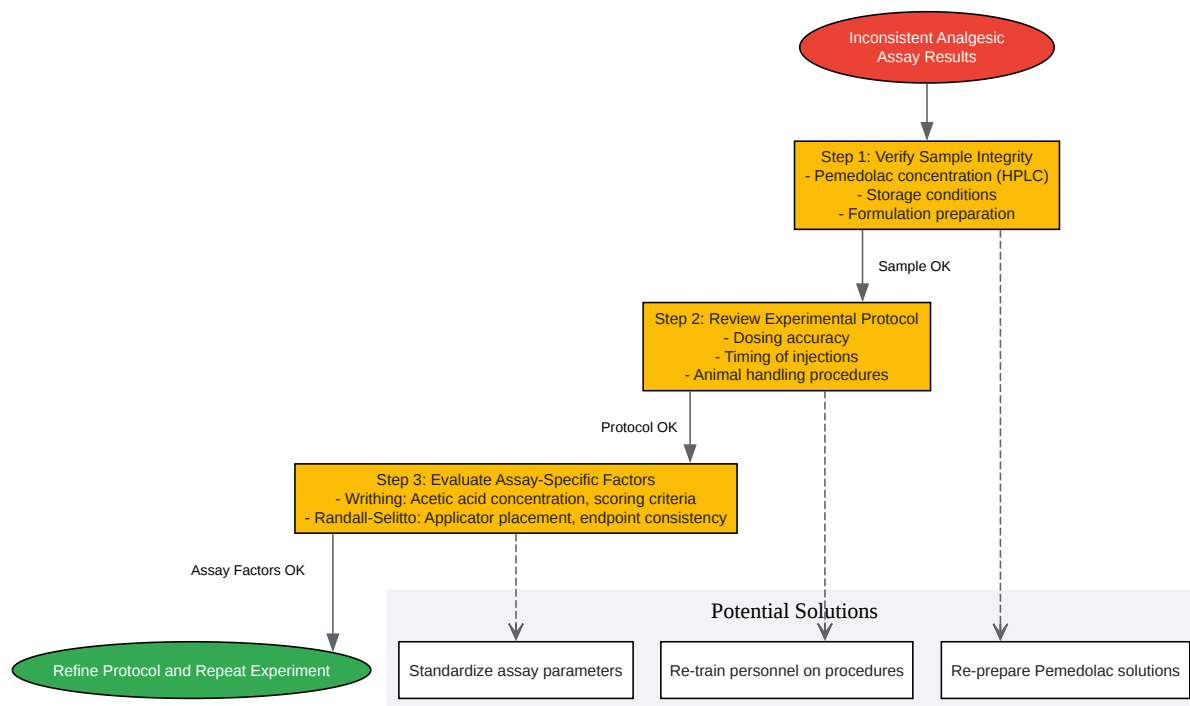 Inconsistent Analgesic
Assay Results
Step 1: Verify Sample Integrity
- Pemedolac concentration (HPLC)
- Storage conditions
- Formulation preparation
Sample OK
Step 2: Review Experimental Protocol
- Dosing accuracy
- Timing of injections
- Animal handling procedures
Protocol OK
Step 3: Evaluate Assay-Specific Factors
- Writhing: Acetic acid concentration, scoring criteria
- Randall-Selitto: Applicator placement, endpoint consistency
Assay Factors OK
Potential Solutions
Refine Protocol and Repeat Experiment
Standardize assay parameters
Re-train personnel on procedures
Re-prepare Pemedolac solutions